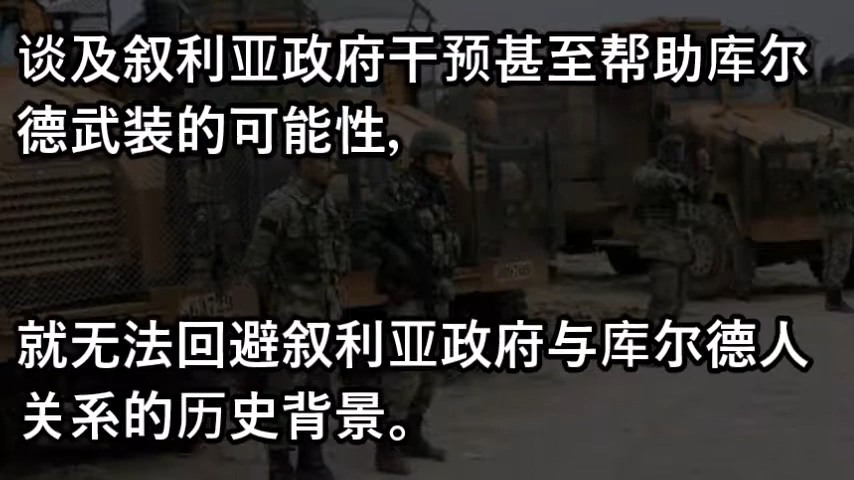 谈及叙利亚政府干预甚至帮助库尔
德武装的可能性,
就无法回避叙利亚政府与库尔德人
关系的历史背景。